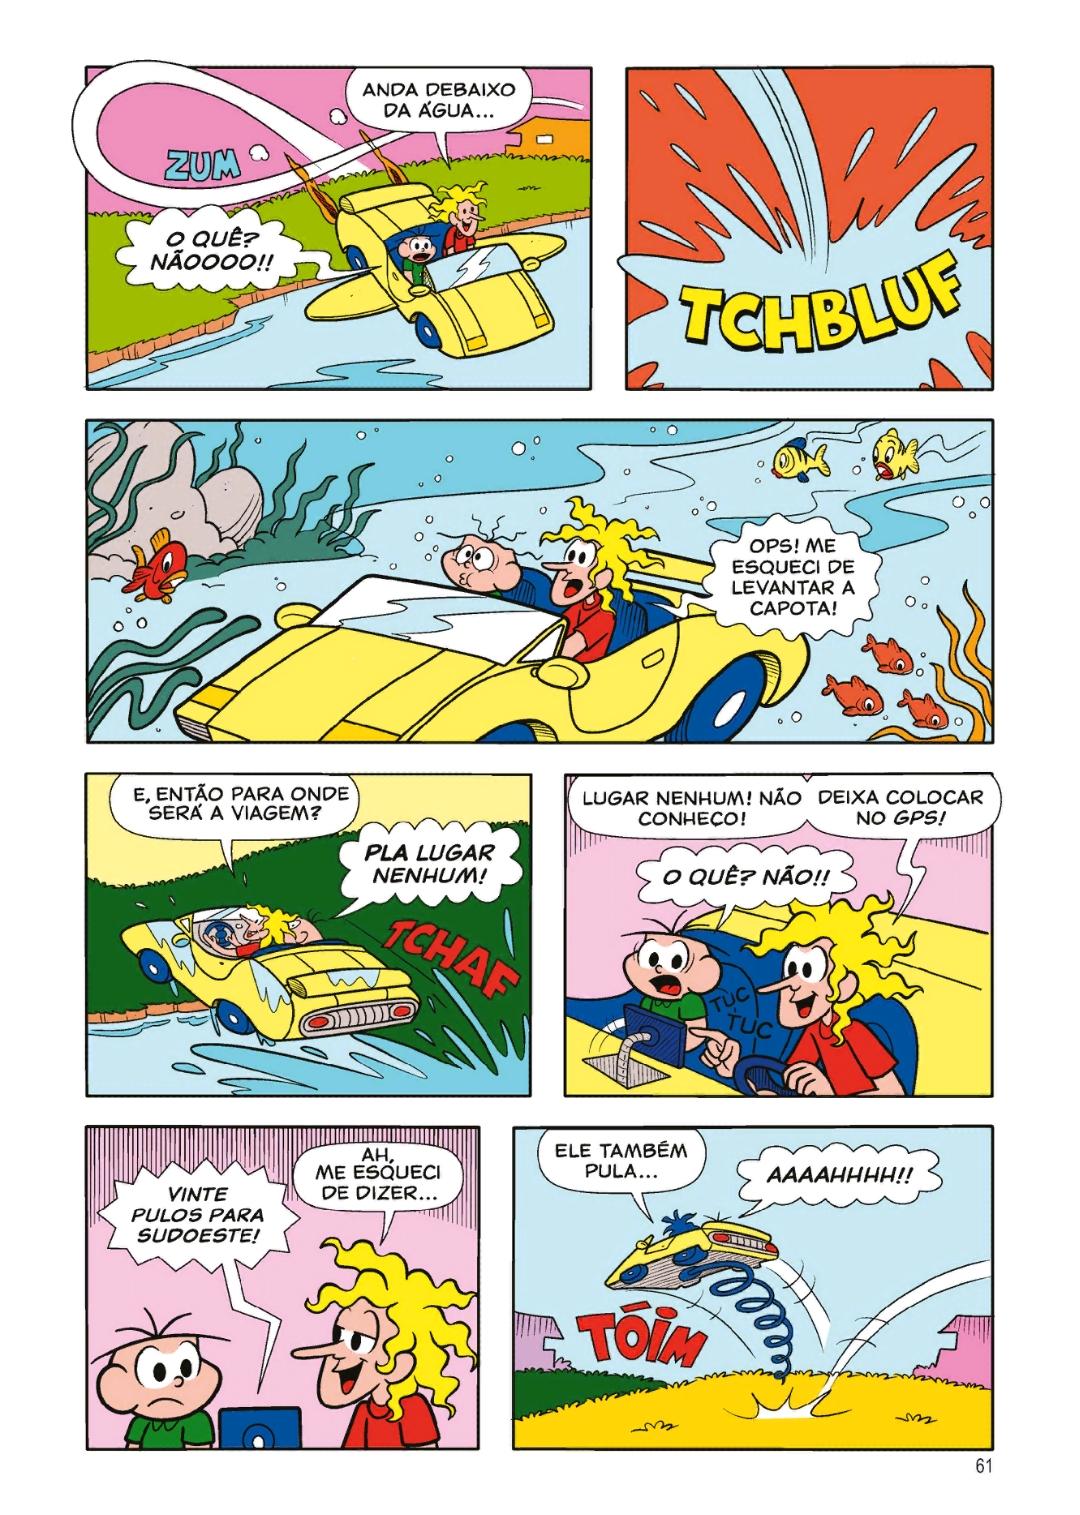 ANDA DEBAIXO
DA ÁGUA...
ZUM
O QUÊ?
NÃOOOO!!
TCHBLUF
OPS! ME
ESQUECI DE
LEVANTAR A
CAPOTA!
E, ENTÃO PARA ONDE
SERÁ A VIAGEM?
PLA LUGAR
NENHUM!
TCHAF
LUGAR NENHUM! NÃO
CONHEÇO!
DEIXA COLOCAR
NO GPS!
O QUÊ? NÃO!!
TUC
TUC
VINTE
PULOS PARA
SUDOESTE!
AH,
ME ESQUECI
DE DIZER...
ELE TAMBÉM
PULA...
AAAAHHHH!!
TÓIM
61